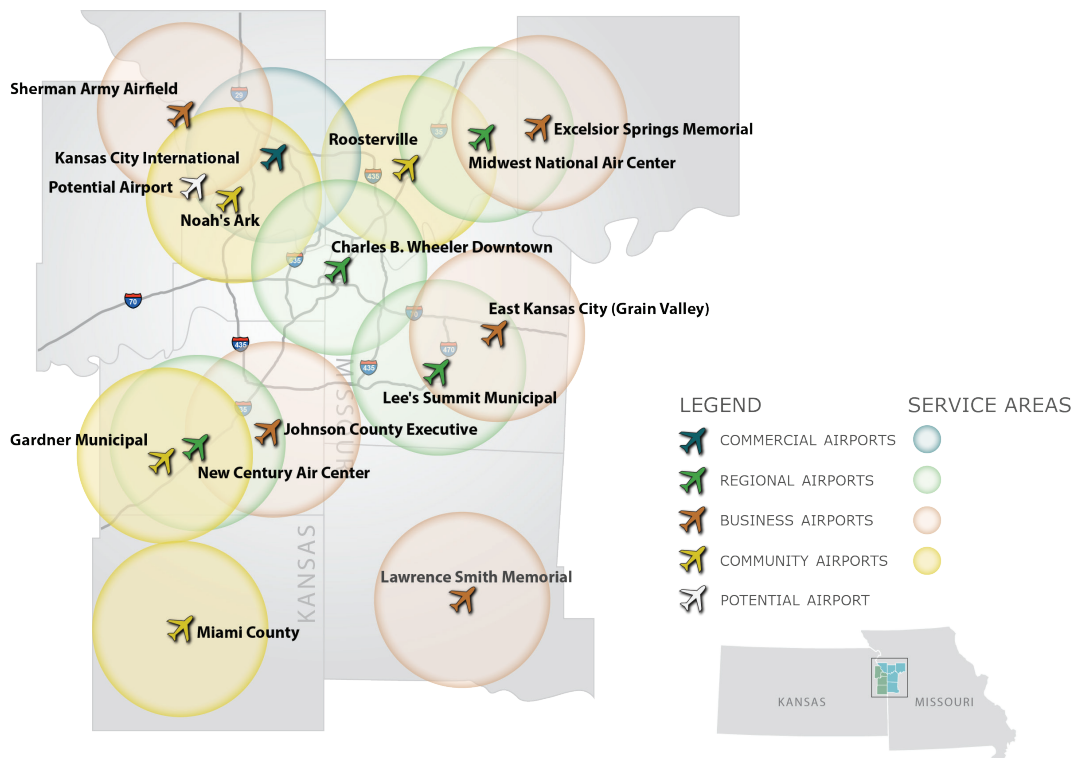 Sherman Army Airfield
29
Kansas City International
Roosterville
35
Excelsior Springs Memorial
Midwest National Air Center
435
Potential Airport
Noah's Ark
Charles B. Wheeler Downtown
70
East Kansas City (Grain Valley)
435
470
435
Lee's Summit Municipal
MISSOURI
Gardner Municipal
Johnson County Executive
New Century Air Center
KANSAS
Lawrence Smith Memorial
Miami County
LEGEND
SERVICE AREAS
COMMERCIAL AIRPORTS
REGIONAL AIRPORTS
BUSINESS AIRPORTS
COMMUNITY AIRPORTS
POTENTIAL AIRPORT
KANSAS
MISSOURI